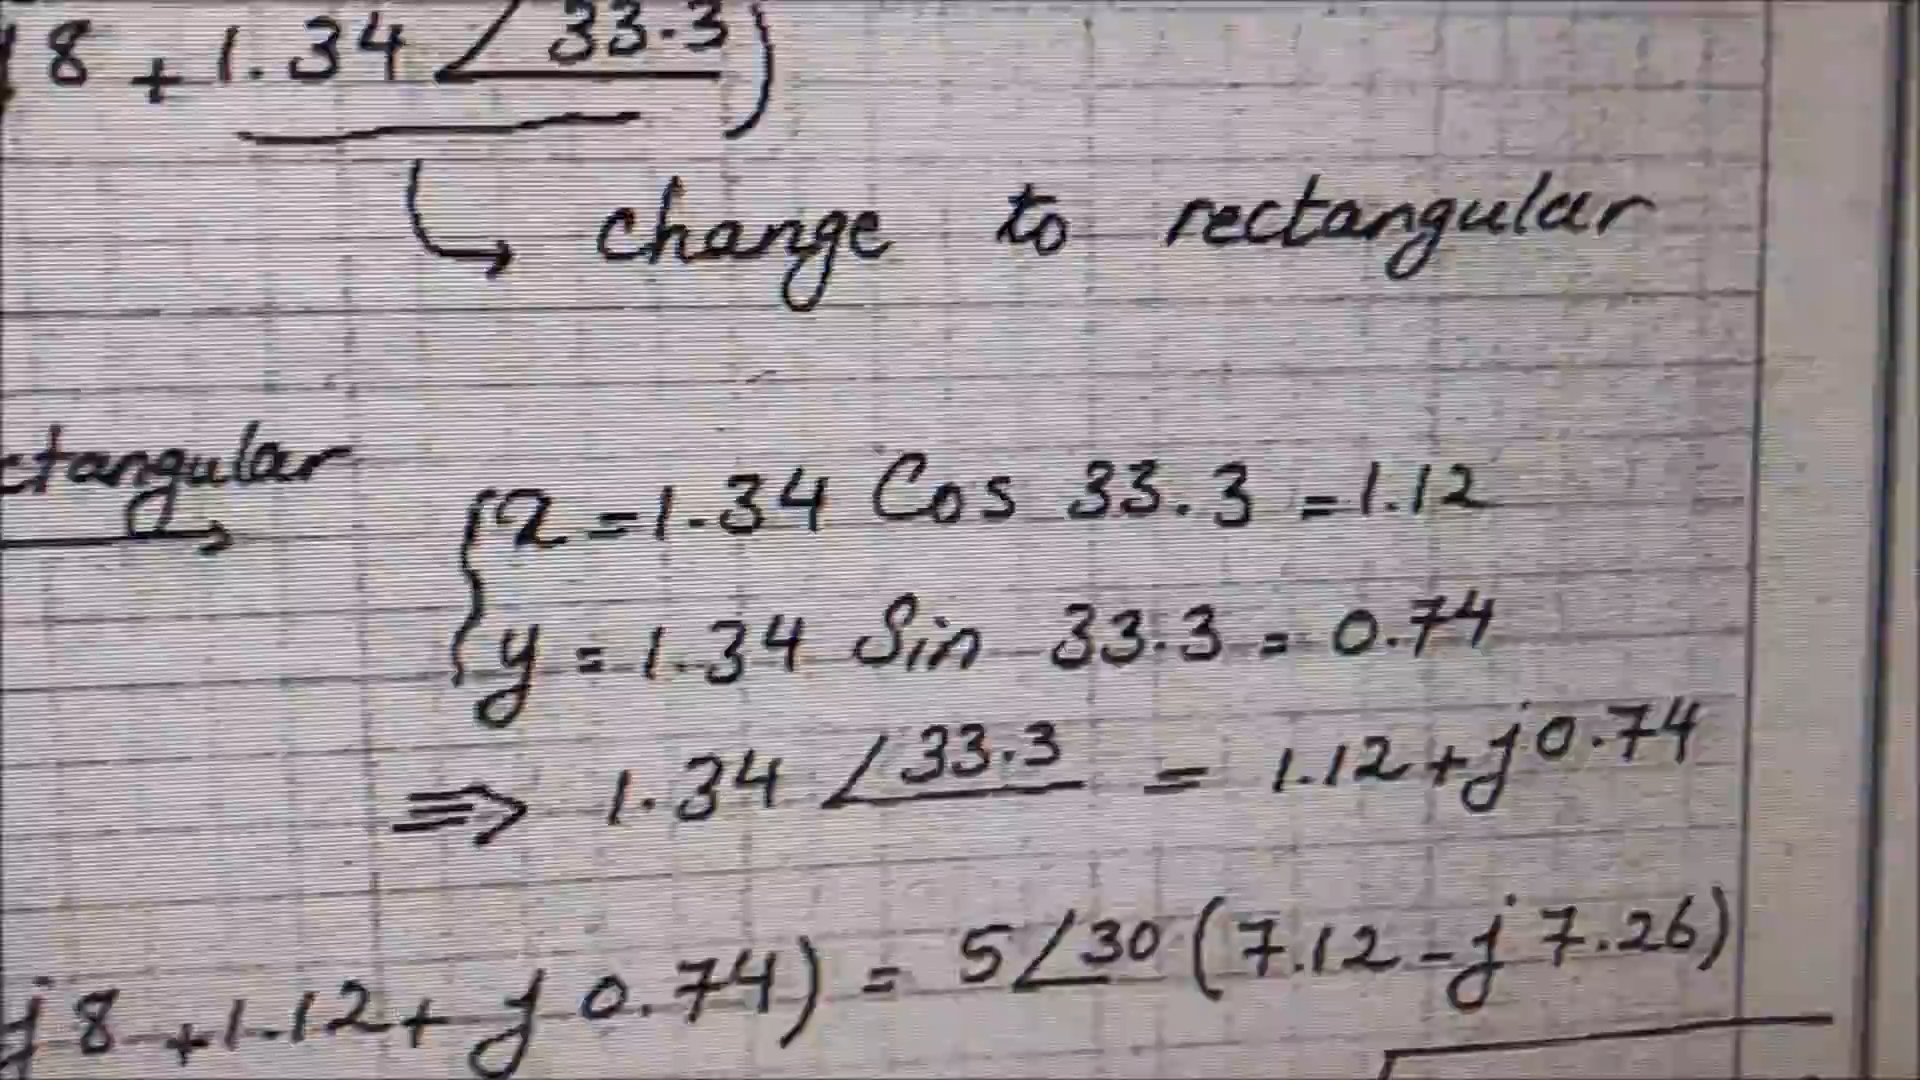 8 + 1.34 ∠33.3)
change to rectangular
ctangular
x = 1.34 Cos 33.3 = 1.12
y = 1.34 Sin 33.3 = 0.74
⇒ 1.34 ∠33.3 = 1.12 + j0.74
j8 + 1.12 + j 0.74) = 5∠30 (7.12 - j 7.26)